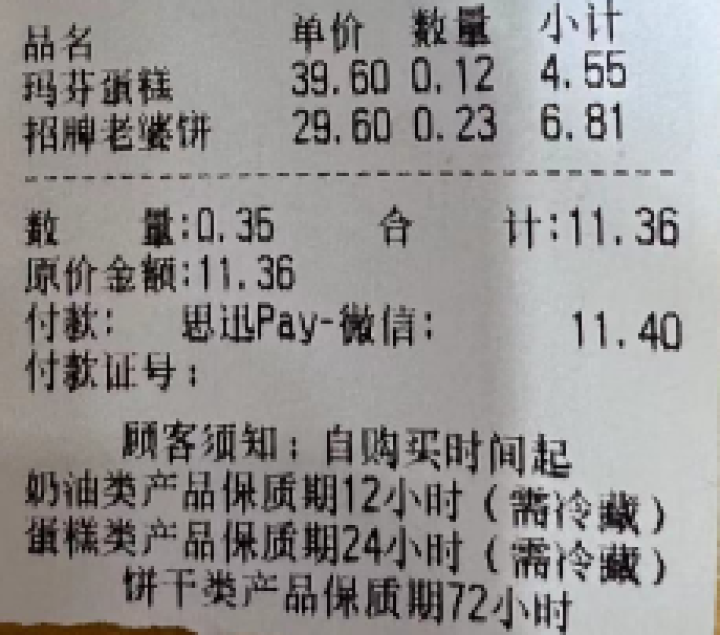 品名 单价 数量 小计
玛芬蛋糕 39.60 0.12 4.55
招牌老婆饼 29.60 0.23 6.81
数 量:0.35 合 计:11.36
原价金额:11.36
付款: 思迅Pay-微信: 11.40
付款证号:
顾客须知:自购买时间起
奶油类产品保质期12小时(需冷藏)
蛋糕类产品保质期24小时(需冷藏)
饼干类产品保质期72小时